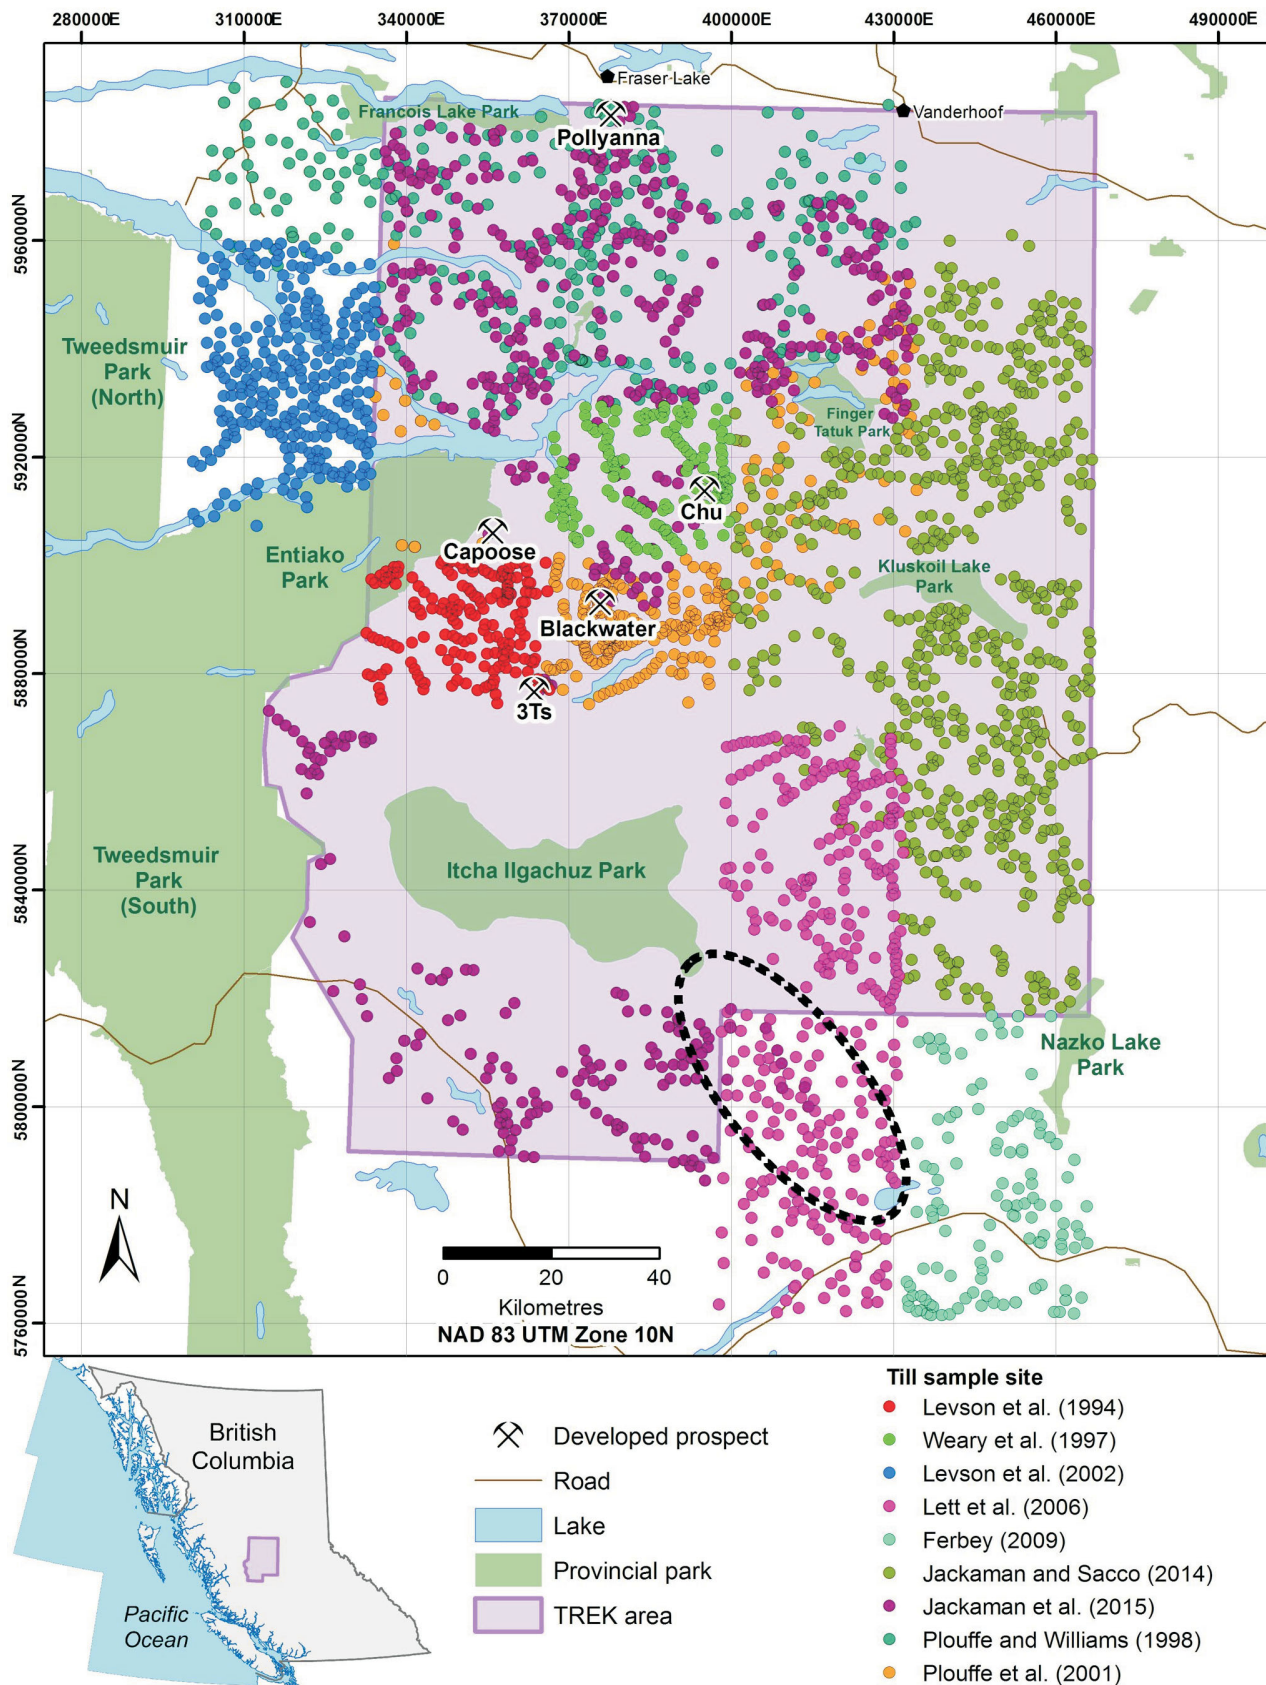 280000E 310000E 340000E 370000E 400000E 430000E 460000E 490000E
Fraser Lake
Francois Lake Park
Vanderhoof
Pollyanna
5960000N
Tweedsmuir
Park
(North)
Finger
Tatuk Park
5920000N
Chu
Capoose
Entiako
Park
Kluskoil Lake
Park
Blackwater
5880000N
3Ts
Tweedsmuir
Park
(South)
Itcha Ilgachuz Park
5840000N
Nazko Lake
Park
5800000N
N
0 20 40
Kilometres
NAD 83 UTM Zone 10N
5760000N
British
Columbia
Pacific
Ocean
Developed prospect
Road
Lake
Provincial park
TREK area
Till sample site
Levson et al. (1994)
Weary et al. (1997)
Levson et al. (2002)
Lett et al. (2006)
Ferbey (2009)
Jackaman and Sacco (2014)
Jackaman et al. (2015)
Plouffe and Williams (1998)
Plouffe et al. (2001)